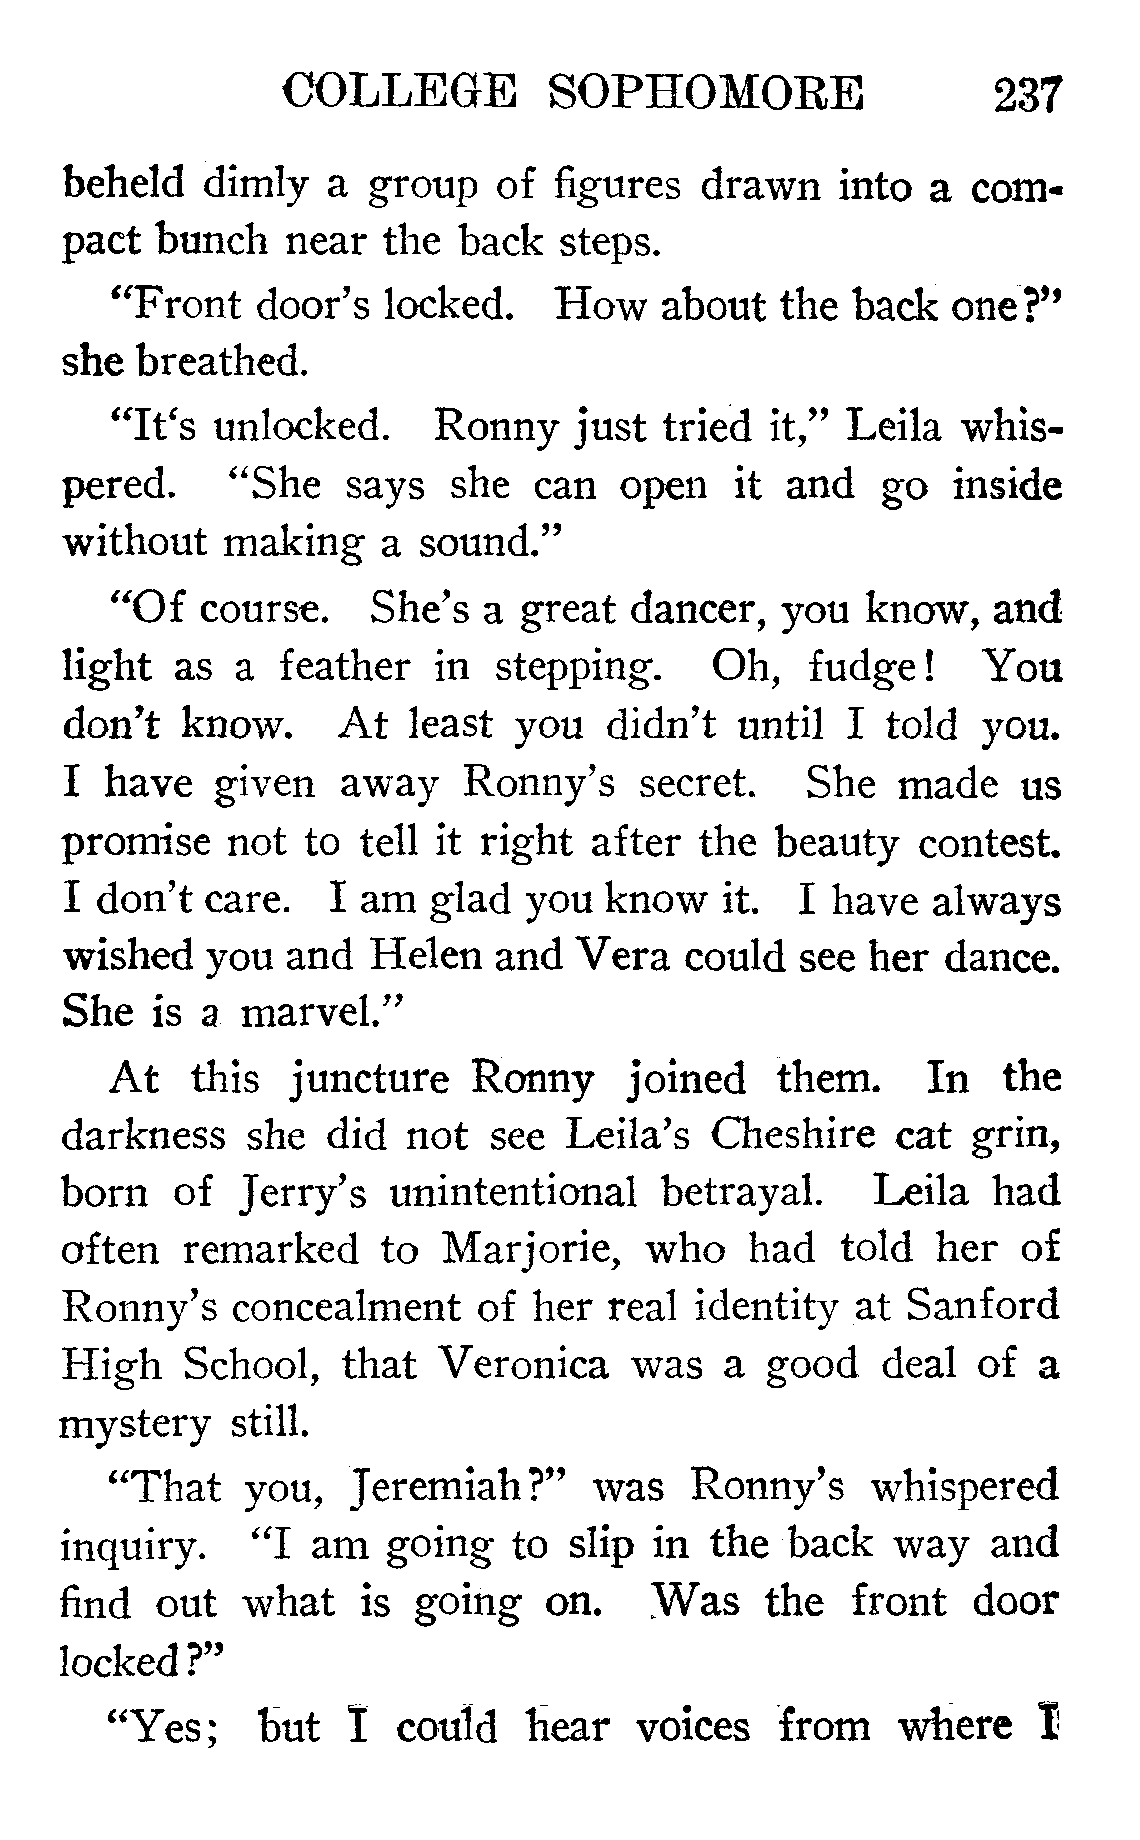 COLLEGE SOPHOMORE 237
beheld dimly a group of figures drawn into a com-
pact bunch near the back steps.
“Front door’s locked. How about the back one?”
she breathed.
“It‘s unlocked. Ronny just tried it,” Leila whis-
pered. “She says she can open it and go inside
without making a sound.”
“Of course. She’s a great dancer, you know, and
light as a feather in stepping. Oh, fudge! You
don’t know. At least you didn’t until I told you.
I have given away Ronny’s secret. She made us
promise not to tell it right after the beauty contest.
I don’t care. I am glad you know it. I have always
wished you and Helen and Vera could see her dance.
She is a marvel.”
At this juncture Ronny joined them. In the
darkness she did not see Leila’s Cheshire cat grin,
born of Jerry’s unintentional betrayal. Leila had
often remarked to Marjorie, who had told her of
Ronny’s concealment of her real identity at Sanford
High School, that Veronica was a good deal of a
mystery still.
“That you, Jeremiah?” was Ronny’s whispered
inquiry. “I am going to slip in the back way and
find out what is going on. Was the front door
locked?”
“Yes; but I could hear voices from where I